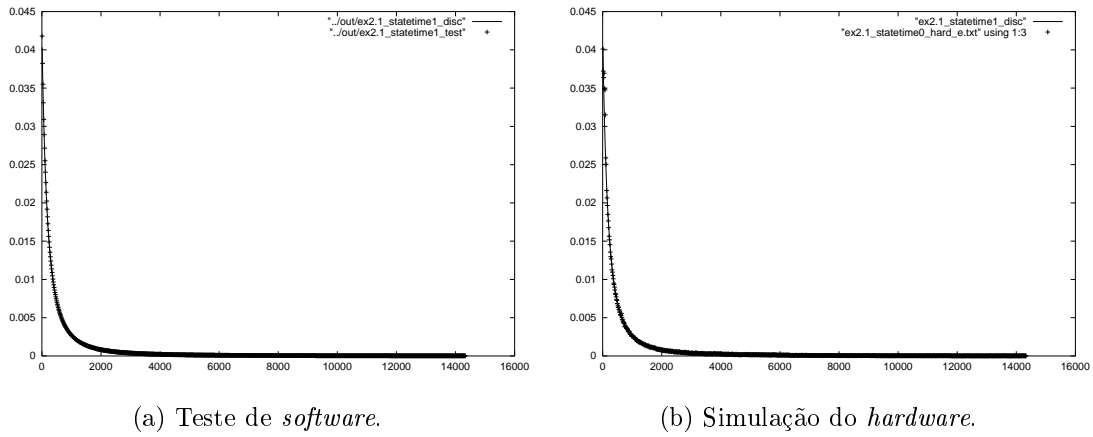 0.045
0.04
0.035
0.03
0.025
0.02
0.015
0.01
0.005
0
0 2000 4000 6000 8000 10000 12000 14000 16000
"../out/ex2.1_statetime1_disc"
"../out/ex2.1_statetime1_test"
(a) Teste de software.
0.045
0.04
0.035
0.03
0.025
0.02
0.015
0.01
0.005
0
0 2000 4000 6000 8000 10000 12000 14000 16000
"ex2.1_statetime1_disc"
"ex2.1_statetime0_hard_e.txt" using 1:3
(b) Simulação do hardware.